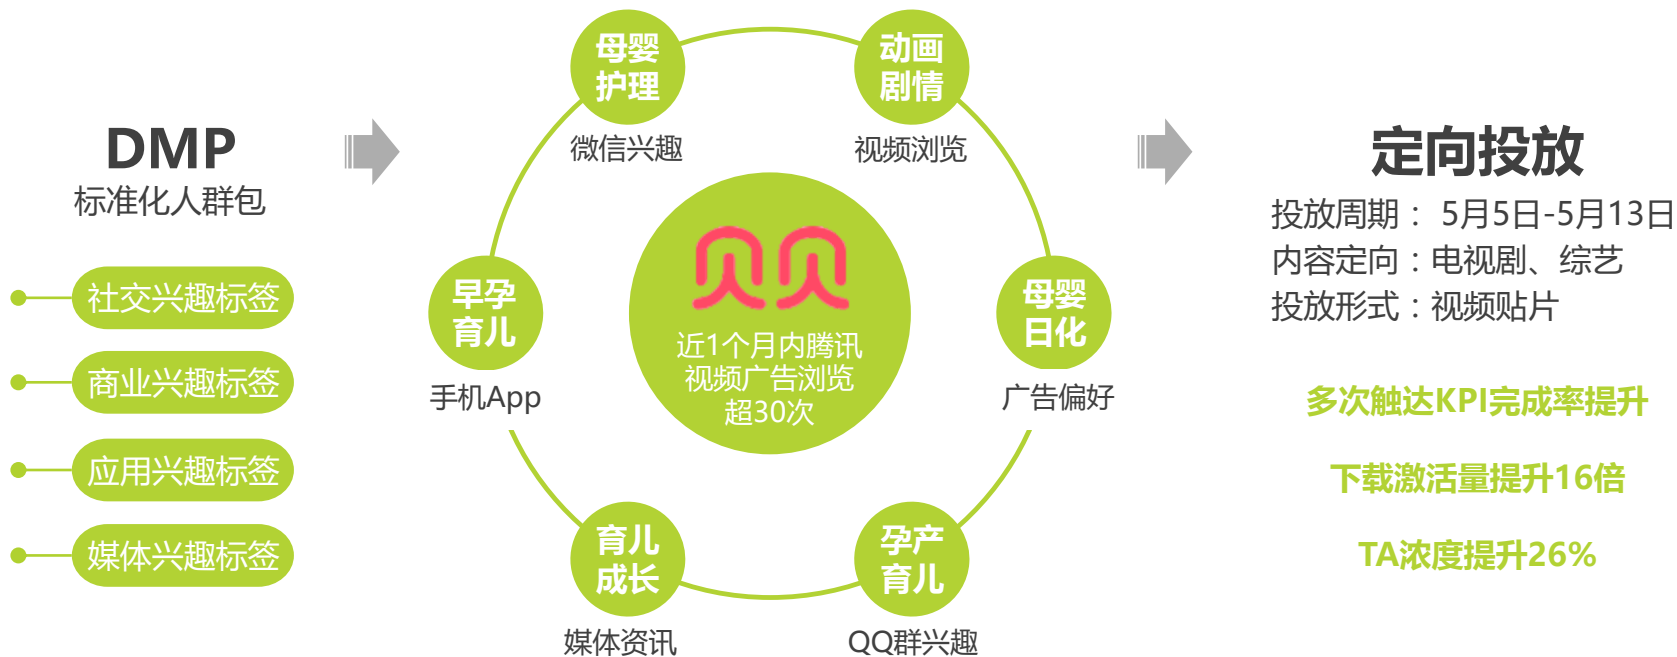 DMP
标准化人群包
社交兴趣标签
商业兴趣标签
应用兴趣标签
媒体兴趣标签
母婴
护理
微信兴趣
动画
剧情
视频浏览
早孕
育儿
手机App
贝贝
近1个月内腾讯
视频广告浏览
超30次
母婴
日化
广告偏好
育儿
成长
媒体资讯
孕产
育儿
QQ群兴趣
定向投放
投放周期： 5月5日-5月13日
内容定向：电视剧、综艺
投放形式：视频贴片
多次触达KPI完成率提升
下载激活量提升16倍
TA浓度提升26%